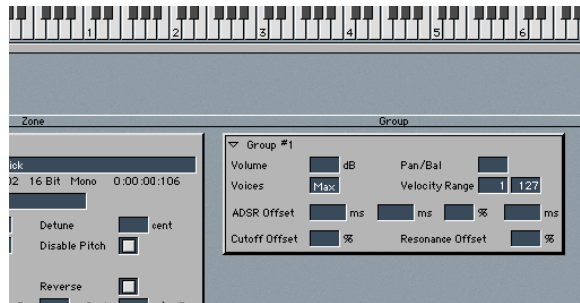 1 2 3 4 5 6
Zone Group
Group #1
ick
Volume dB Pan/Bal
02 16 Bit Mono 0:00:00:106
Voices Max Velocity Range 1 127
ADSR Offset ms ms % ms
Detune cent
Cutoff Offset % Resonance Offset %
Disable Pitch
Reverse